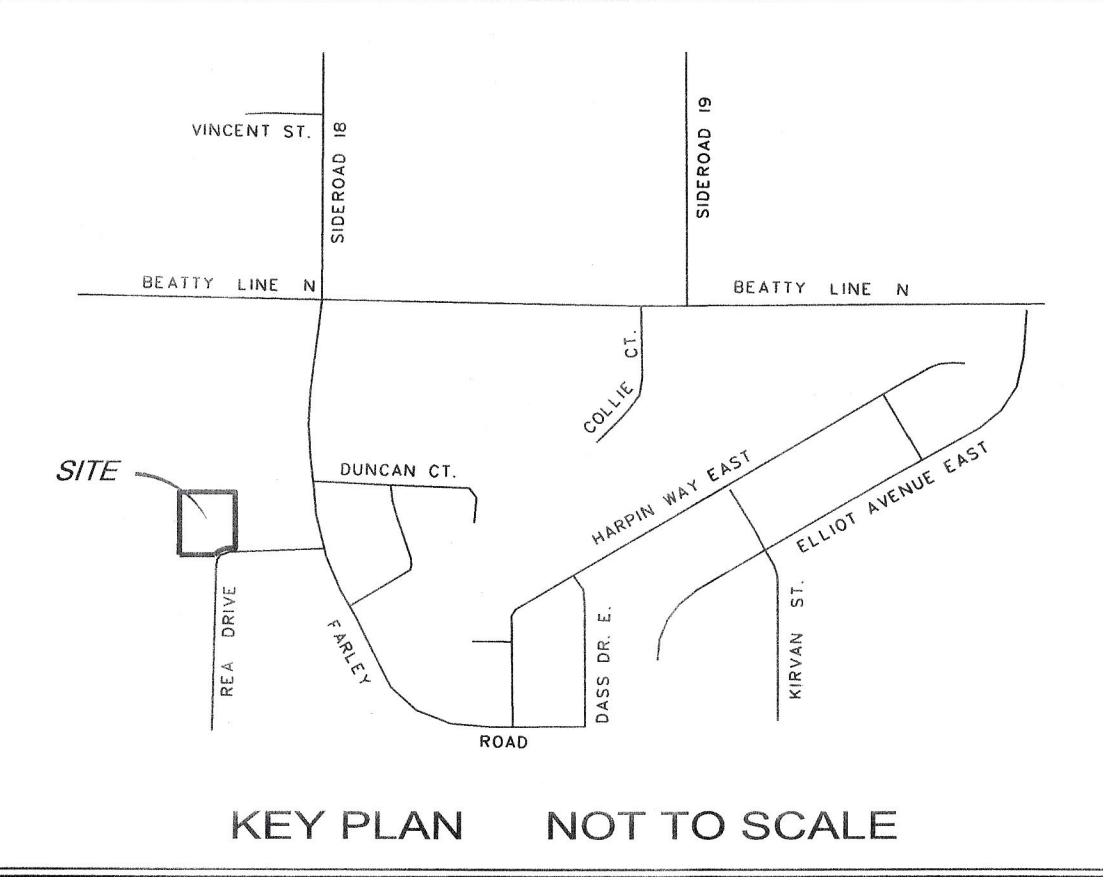 VINCENT ST.
SIDEROAD 18
SIDEROAD 19
BEATTY LINE N
BEATTY LINE N
COLLIE CT.
SITE
DUNCAN CT.
HARPIN WAY EAST
ELLIOT AVENUE EAST
REA DRIVE
FARLEY
DASS DR. E.
KIRVAN ST.
ROAD
KEY PLAN NOT TO SCALE